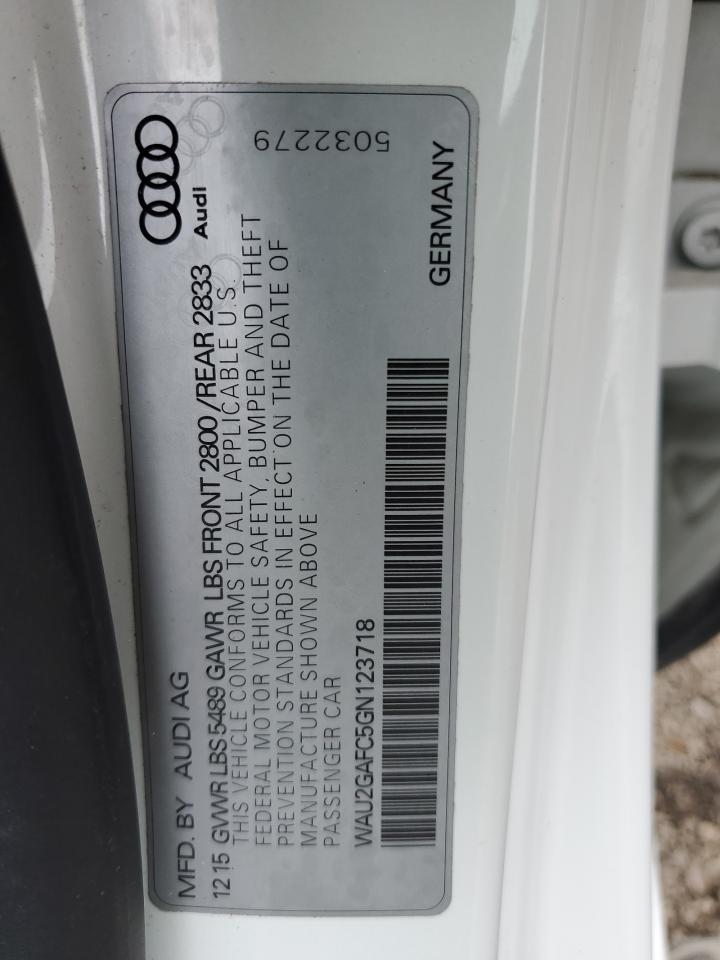 MFD. BY AUDI AG
12 15 GVWR LBS 5489 GAWR LBS FRONT 2800 /REAR 2833
Audi
THIS VEHICLE CONFORMS TO ALL APPLICABLE U.S.
FEDERAL MOTOR VEHICLE SAFETY, BUMPER AND THEFT
PREVENTION STANDARDS IN EFFECT ON THE DATE OF
MANUFACTURE SHOWN ABOVE
PASSENGER CAR
5032279
WAU2GAFC5GN123718
GERMANY